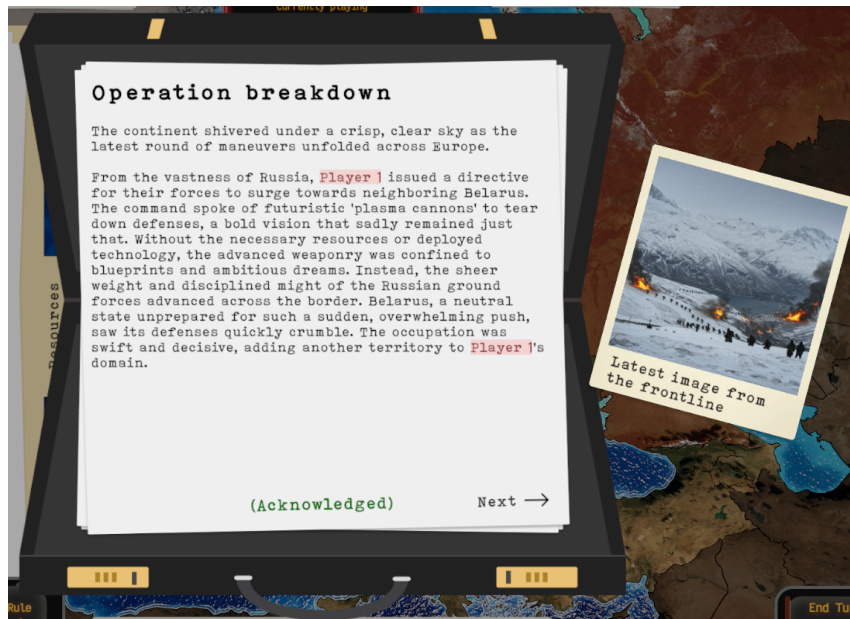 Currently playing
Operation breakdown
The continent shivered under a crisp, clear sky as the
latest round of maneuvers unfolded across Europe.
From the vastness of Russia, Player 1 issued a directive
for their forces to surge towards neighboring Belarus.
The command spoke of futuristic 'plasma cannons' to tear
down defenses, a bold vision that sadly remained just
that. Without the necessary resources or deployed
technology, the advanced weaponry was confined to
blueprints and ambitious dreams. Instead, the sheer
weight and disciplined might of the Russian ground
forces advanced across the border. Belarus, a neutral
state unprepared for such a sudden, overwhelming push,
saw its defenses quickly crumble. The occupation was
swift and decisive, adding another territory to Player 1's
domain.
(Acknowledged)
Next
Resources
Latest image from
the frontline
Rule
End Tu